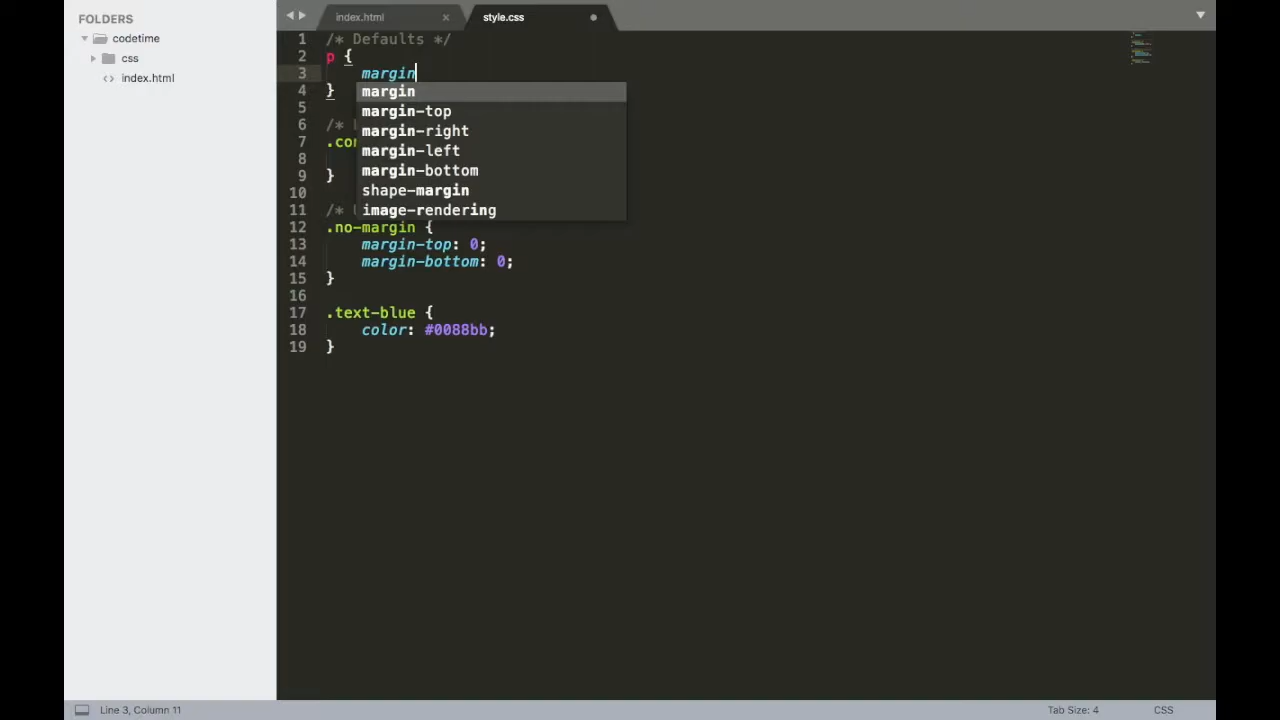 FOLDERS
codetime
css
index.html
index.html
style.css
1 /* Defaults */
2 p {
3 margin
4 }
margin
margin-top
margin-right
margin-left
margin-bottom
shape-margin
image-rendering
5
6 /*
7 .con
8
9 }
10
11 /*
12 .no-margin {
13 margin-top: 0;
14 margin-bottom: 0;
15 }
16
17 .text-blue {
18 color: #0088bb;
19 }
Line 3, Column 11
Tab Size: 4
CSS